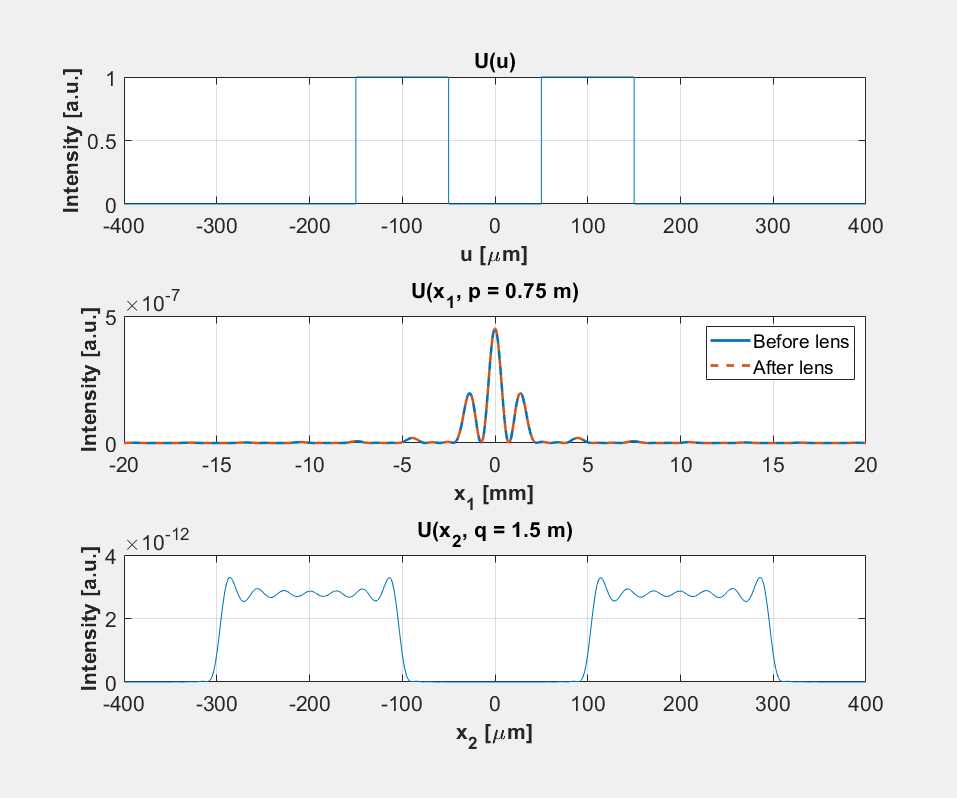 U(u)
Intensity [a.u.]
1
0.5
0
-400 -300 -200 -100 0 100 200 300 400
u [μm]
U(x₁, p = 0.75 m)
×10⁻⁷
Intensity [a.u.]
5
0
Before lens
After lens
-20 -15 -10 -5 0 5 10 15 20
x₁ [mm]
U(x₂, q = 1.5 m)
×10⁻¹²
Intensity [a.u.]
4
2
0
-400 -300 -200 -100 0 100 200 300 400
x₂ [μm]